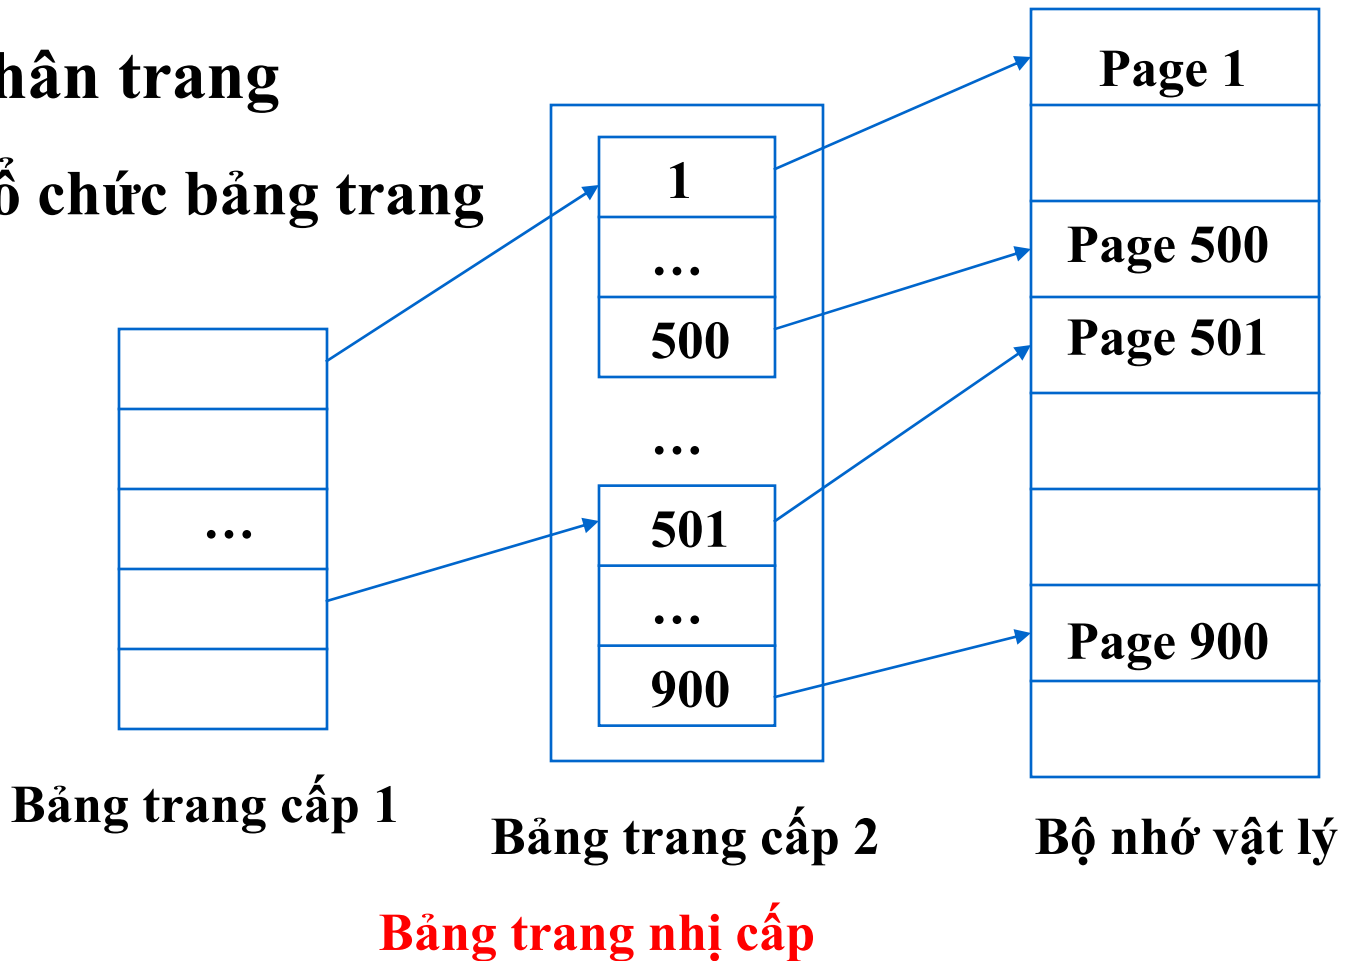 hân trang
ổ chức bảng trang
1
...
500
...
501
...
900
...
Page 1
Page 500
Page 501
Page 900
Bảng trang cấp 1
Bảng trang cấp 2
Bộ nhớ vật lý
Bảng trang nhị cấp